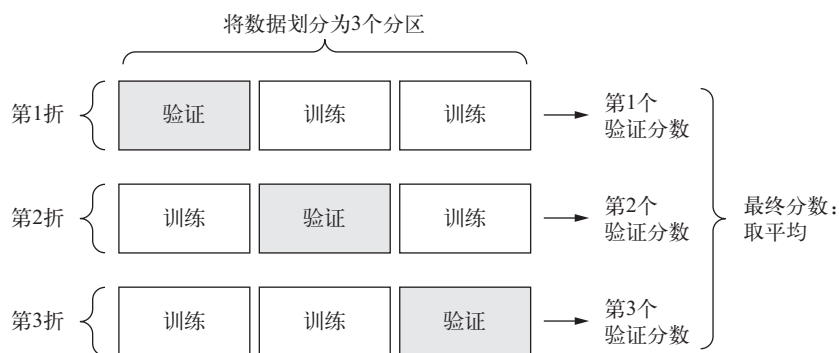 将数据划分为3个分区
第1折
验证
训练
训练
第1个
验证分数
第2折
训练
验证
训练
第2个
验证分数
最终分数：
取平均
第3折
训练
训练
验证
第3个
验证分数